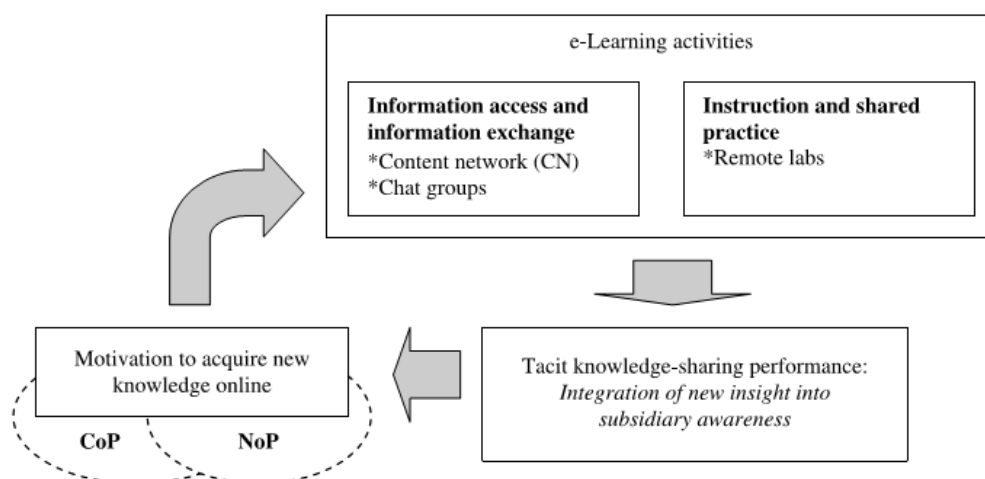 e-Learning activities
Information access and
information exchange
*Content network (CN)
*Chat groups
Instruction and shared
practice
*Remote labs
Motivation to acquire new
knowledge online
CoP
NoP
Tacit knowledge-sharing performance:
Integration of new insight into
subsidiary awareness